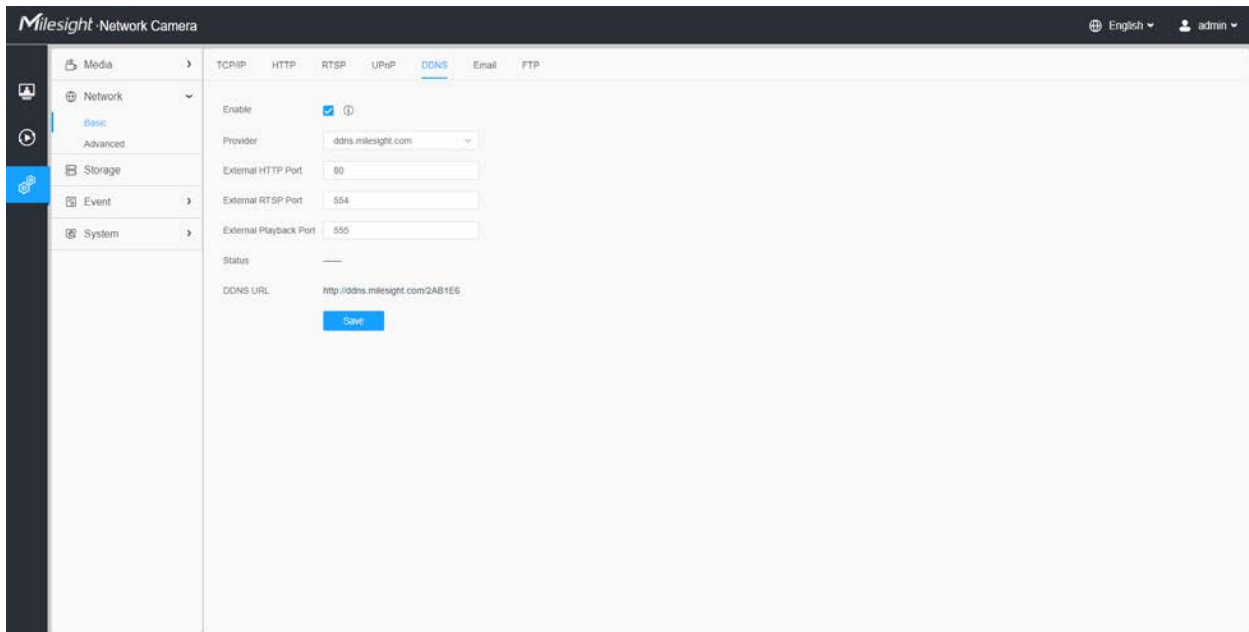 Milesight · Network Camera
English
admin
Media
Network
Basic
Advanced
Storage
Event
System
TCP/IP HTTP RTSP UPnP DDNS Email FTP
Enable
Provider ddns.milesight.com
External HTTP Port 80
External RTSP Port 554
External Playback Port 555
Status ------
DDNS URL http://ddns.milesight.com/2AB1E6
Save